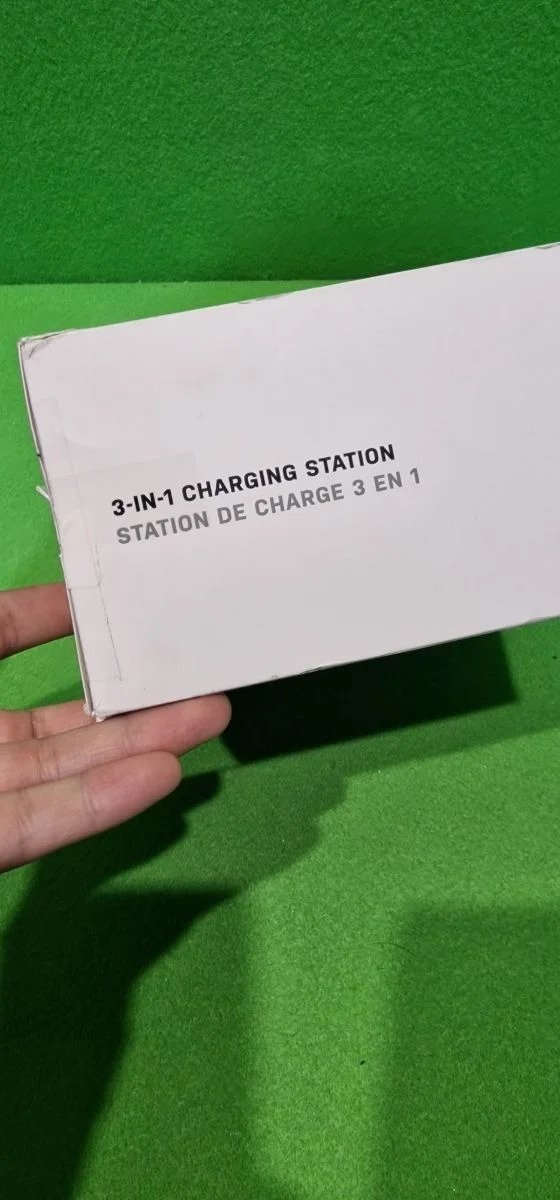 3-IN-1 CHARGING STATION
STATION DE CHARGE 3 EN 1